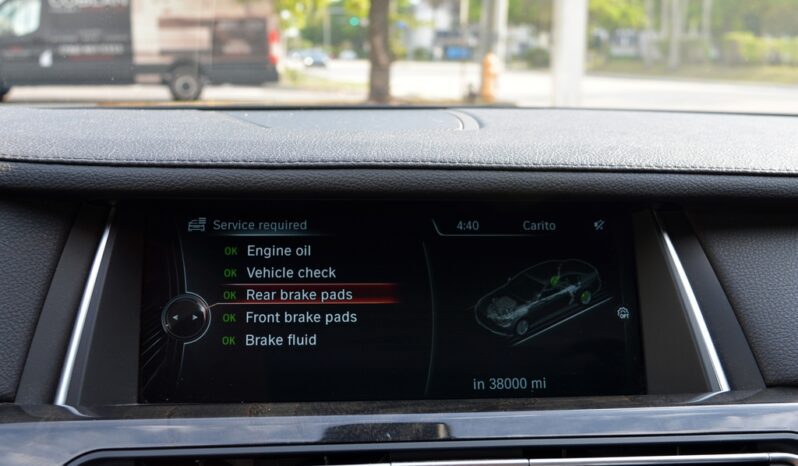 Service required
4:40 Carito
OK Engine oil
OK Vehicle check
OK Rear brake pads
OK Front brake pads
OK Brake fluid
OFF
in 38000 mi